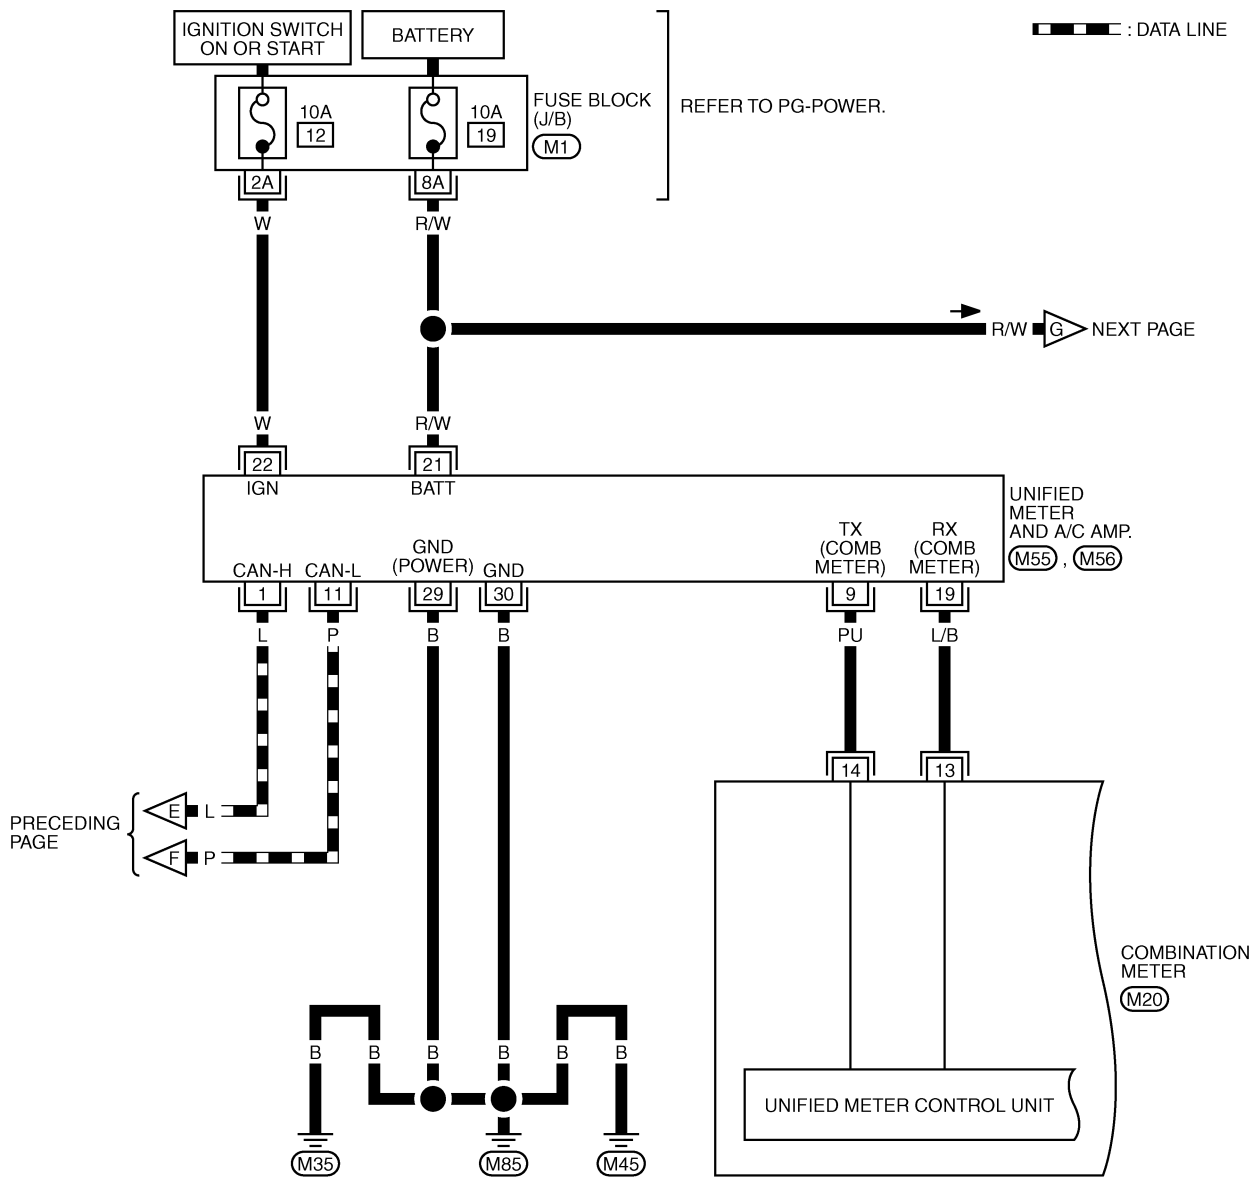 IGNITION SWITCH
ON OR START
BATTERY
: DATA LINE
10A
12
10A
19
FUSE BLOCK
(J/B)
M1
REFER TO PG-POWER.
2A
8A
W
R/W
R/W
G
NEXT PAGE
W
R/W
22
21
IGN
BATT
UNIFIED
METER
AND A/C AMP.
M55 , M56
TX
(COMB
METER)
RX
(COMB
METER)
GND
(POWER)
GND
CAN-H
CAN-L
1
11
29
30
9
19
L
P
B
B
PU
L/B
14
13
PRECEDING
PAGE
E
L
F
P
COMBINATION
METER
M20
B
B
B
B
B
B
UNIFIED METER CONTROL UNIT
M35
M85
M45